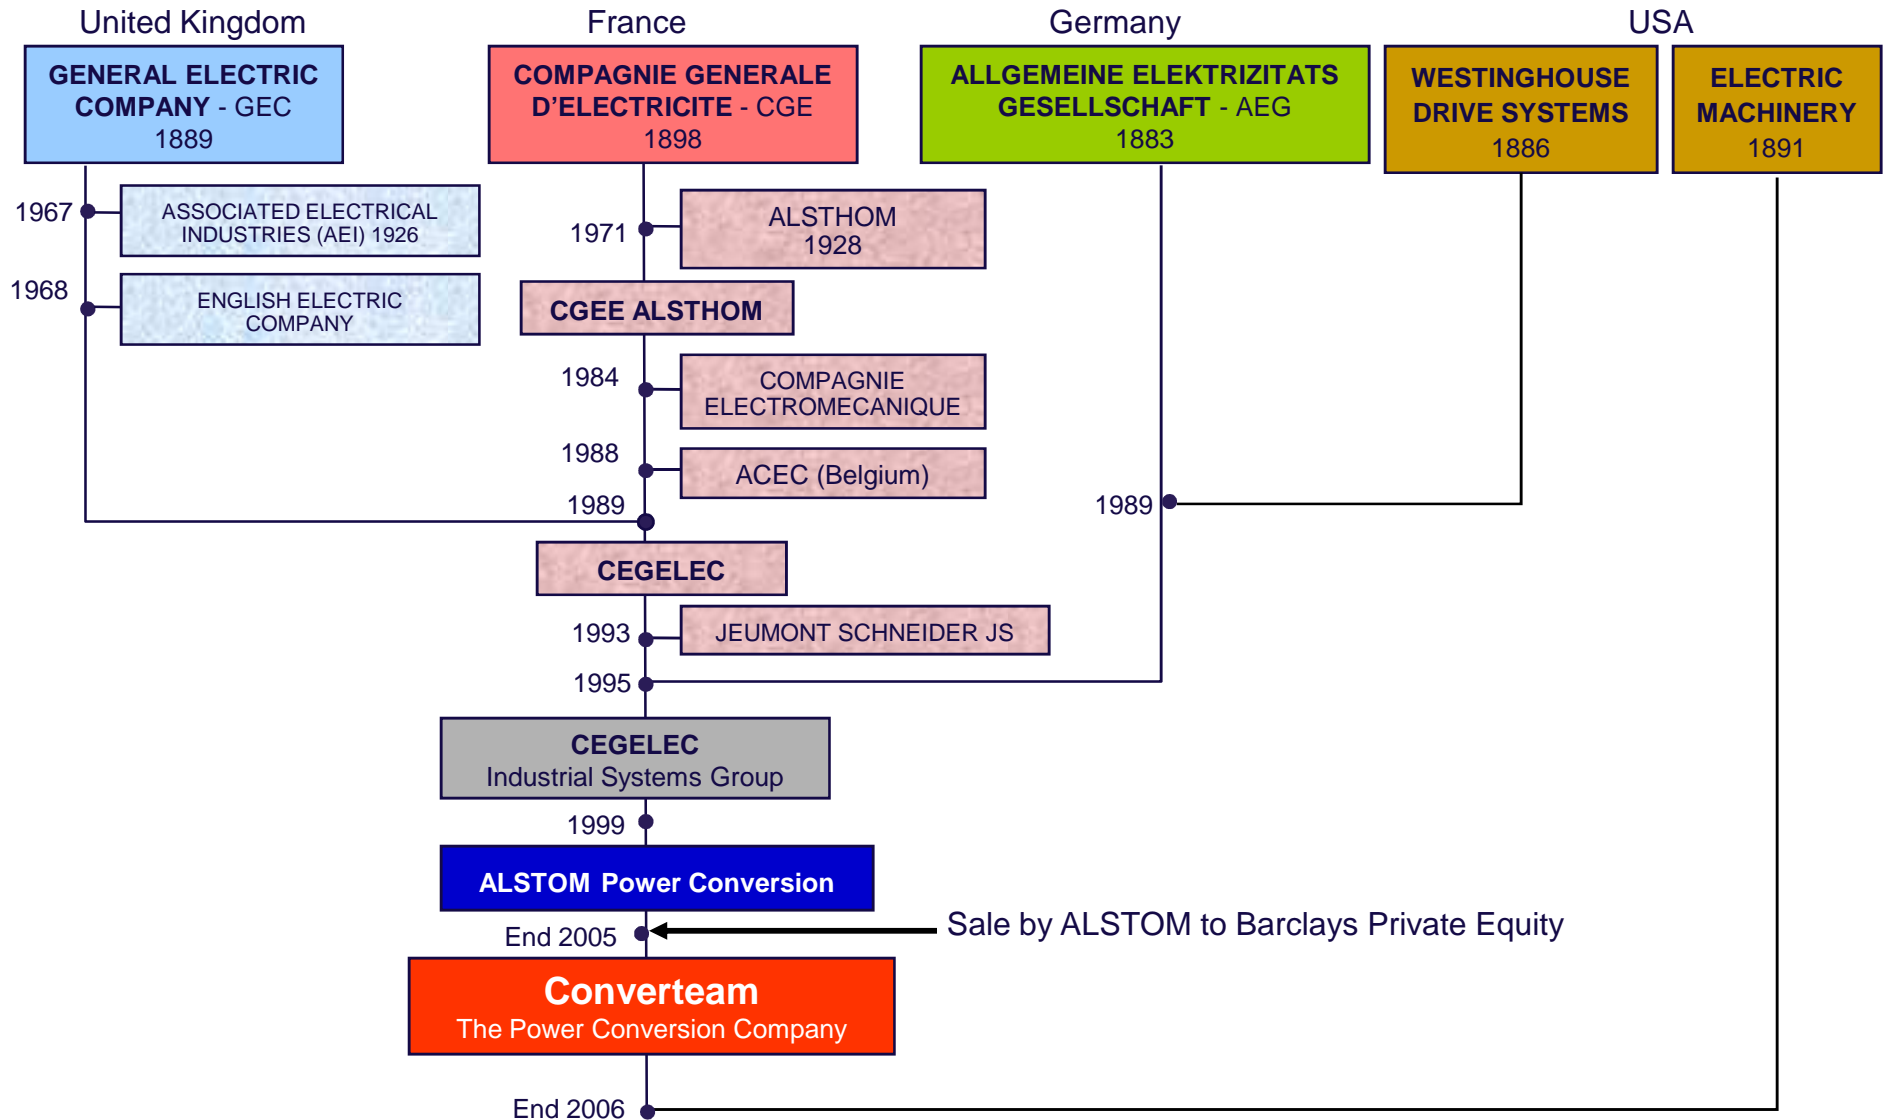 United Kingdom
France
Germany
USA
GENERAL ELECTRIC
COMPANY - GEC
1889
COMPAGNIE GENERALE
D'ELECTRICITE - CGE
1898
ALLGEMEINE ELEKTRIZITATS
GESELLSCHAFT - AEG
1883
WESTINGHOUSE
DRIVE SYSTEMS
1886
ELECTRIC
MACHINERY
1891
1967
ASSOCIATED ELECTRICAL
INDUSTRIES (AEI) 1926
1971
ALSTHOM
1928
1968
ENGLISH ELECTRIC
COMPANY
CGEE ALSTHOM
1984
COMPAGNIE
ELECTROMECANIQUE
1988
ACEC (Belgium)
1989
1989
CEGELEC
1993
JEUMONT SCHNEIDER JS
1995
CEGELEC
Industrial Systems Group
1999
ALSTOM Power Conversion
End 2005
Sale by ALSTOM to Barclays Private Equity
Converteam
The Power Conversion Company
End 2006